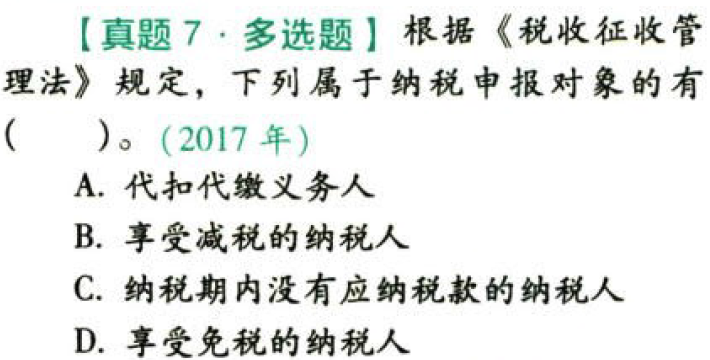 【真题 7·多选题】根据《税收征收管
理法》规定，下列属于纳税申报对象的有
(　　)。(2017 年)
A. 代扣代缴义务人
B. 享受减税的纳税人
C. 纳税期内没有应纳税款的纳税人
D. 享受免税的纳税人